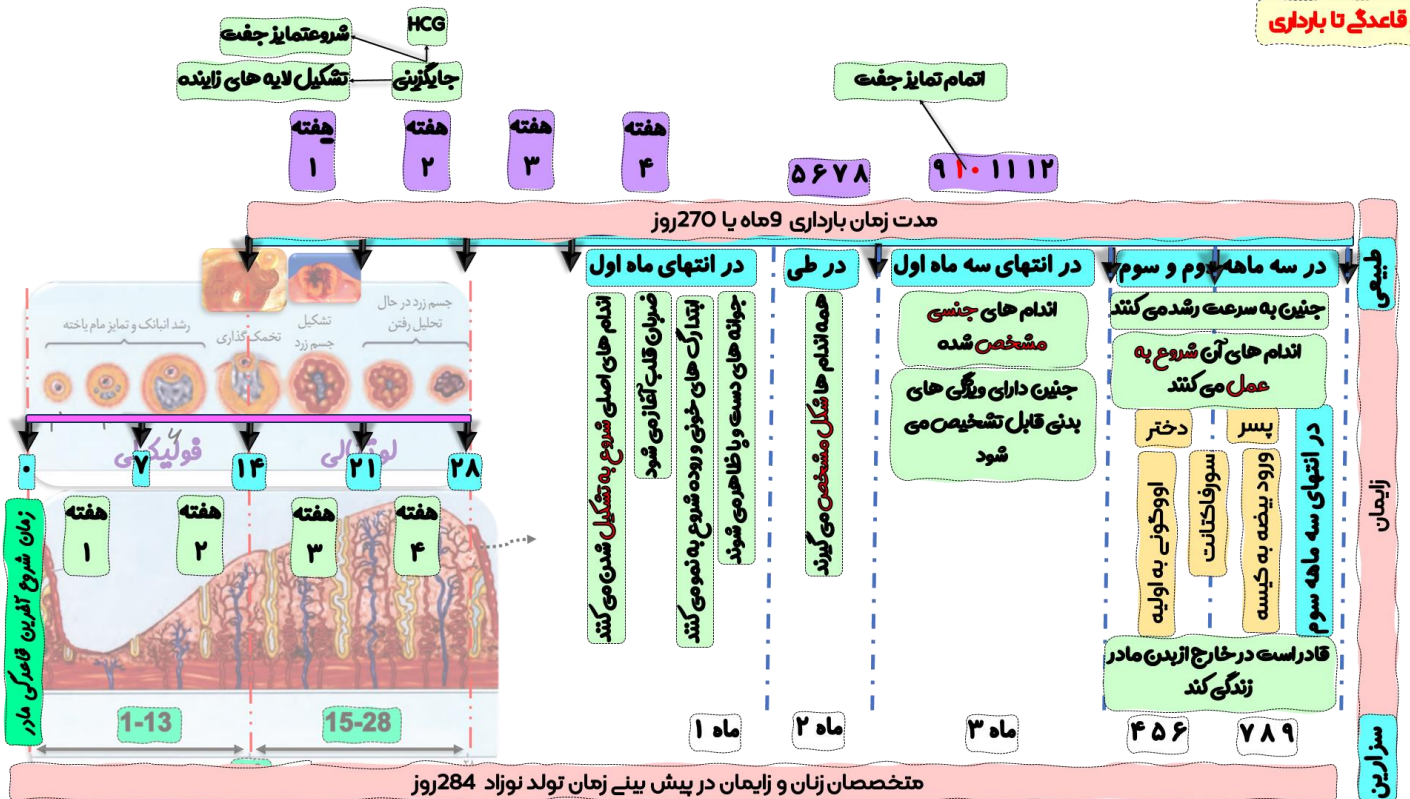 قاعدگے تا بارداری
HCG
شروع تمایز جفت
جایگزینی
تشکیل لایه های زاینده
اتمام تمایز جفت
هفته
۱
هفته
۲
هفته
۳
هفته
۴
۵ ۶ ۷ ۸
۹ ۱۰ ۱۱ ۱۲
مدت زمان بارداری 9ماه یا 270روز
طبیعی
زایمان
سزارین
در انتهای ماه اول
در طی
در انتهای سه ماه اول
در سه ماهه دوم و سوم
اندام های اصلی شروع به تشکیل شدن می کنند
ضربان قلب آغاز می شود
ابتدا رگ های خونی و روده شروع به نمو می کنند
جوانه های دست و پا ظاهر می شوند
همه اندام ها شکل مشخص می گیرند
اندام های جنسی
مشخص شده
جنین دارای ویژگی های
بدنی قابل تشخیص می
شود
جنین به سرعت رشد می کنند
اندام های آن شروع به
عمل می کنند
دختر
پسر
اووگونی به اولیه
سورفاکتانت
ورود بیضه به کیسه
در انتهای سه ماهه سوم
قادر است در خارج از بدن مادر
زندگی کند
جسم زرد در حال
تحلیل رفتن
تشکیل
جسم زرد
تخمک گذاری
رشد انبانک و تمایز مام یاخته
فولیکولی
لوتئالی
۰
۷
۱۴
۲۱
۲۸
هفته
۱
هفته
۲
هفته
۳
هفته
۴
زمان شروع آخرین قاعدگی مادر
1-13
15-28
ماه ۱
ماه ۲
ماه ۳
۴ ۵ ۶
۷ ۸ ۹
متخصصان زنان و زایمان در پیش بینے زمان تولد نوزاد 284روز